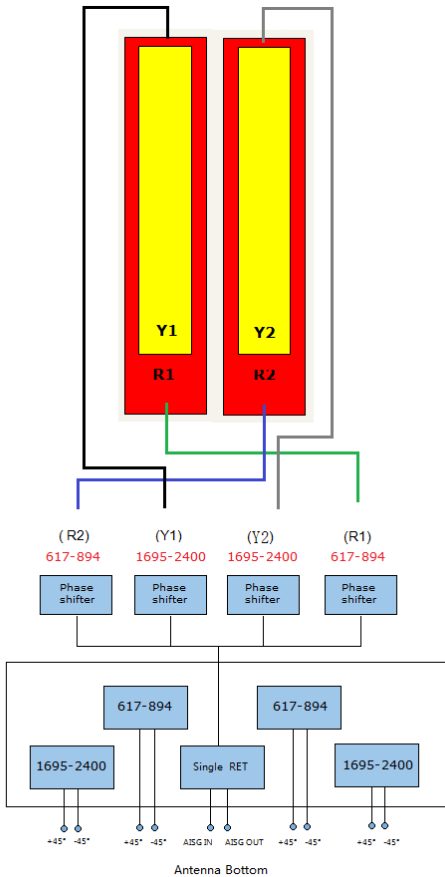 Y1
Y2
R1
R2
( R2)
(Y1)
(Y2)
(R1)
617-894
1695-2400
1695-2400
617-894
Phase
shifter
Phase
shifter
Phase
shifter
Phase
shifter
617-894
617-894
1695-2400
Single RET
1695-2400
+45° -45°
+45° -45°
AISG IN
AISG OUT
+45° -45°
+45° -45°
Antenna Bottom